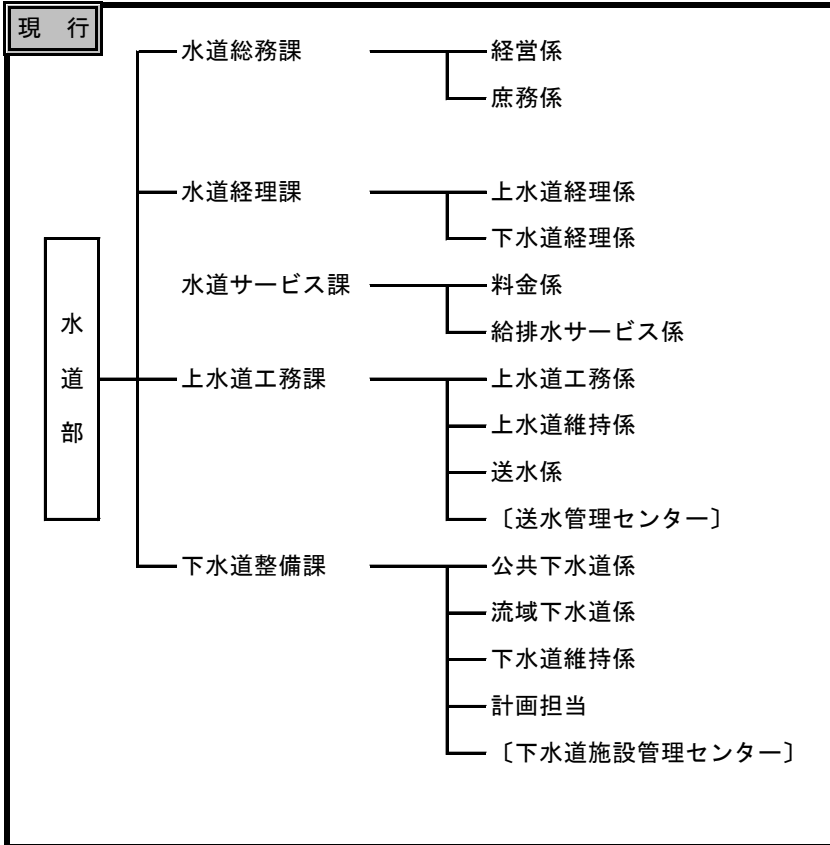 現　行
水道総務課　経営係
庶務係
水道経理課　上水道経理係
下水道経理係
水道サービス課　料金係
給排水サービス係
水道部
上水道工務課　上水道工務係
上水道維持係
送水係
〔送水管理センター〕
下水道整備課　公共下水道係
流域下水道係
下水道維持係
計画担当
〔下水道施設管理センター〕